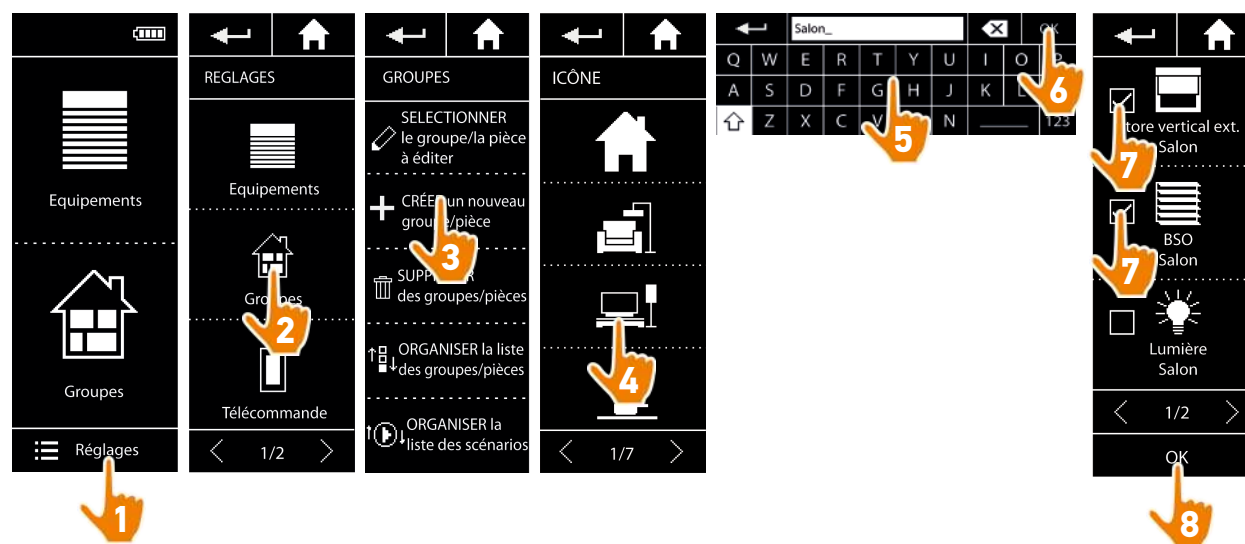 Equipements
Groupes
Réglages
1
REGLAGES
Equipements
Groupes
2
Télécommande
1/2
GROUPES
SELECTIONNER
le groupe/la pièce
à éditer
CRÉER un nouveau
groupe/pièce
3
des groupes/pièces
ORGANISER la liste
des groupes/pièces
ORGANISER la
liste des scénarios
ICÔNE
4
1/7
Salon_
OK
Q W E R T Y U I O P
A S D F G H J K L
Z X C V N
123
5
6
7
tore vertical ext.
Salon
7
BSO
Salon
Lumière
Salon
1/2
OK
8